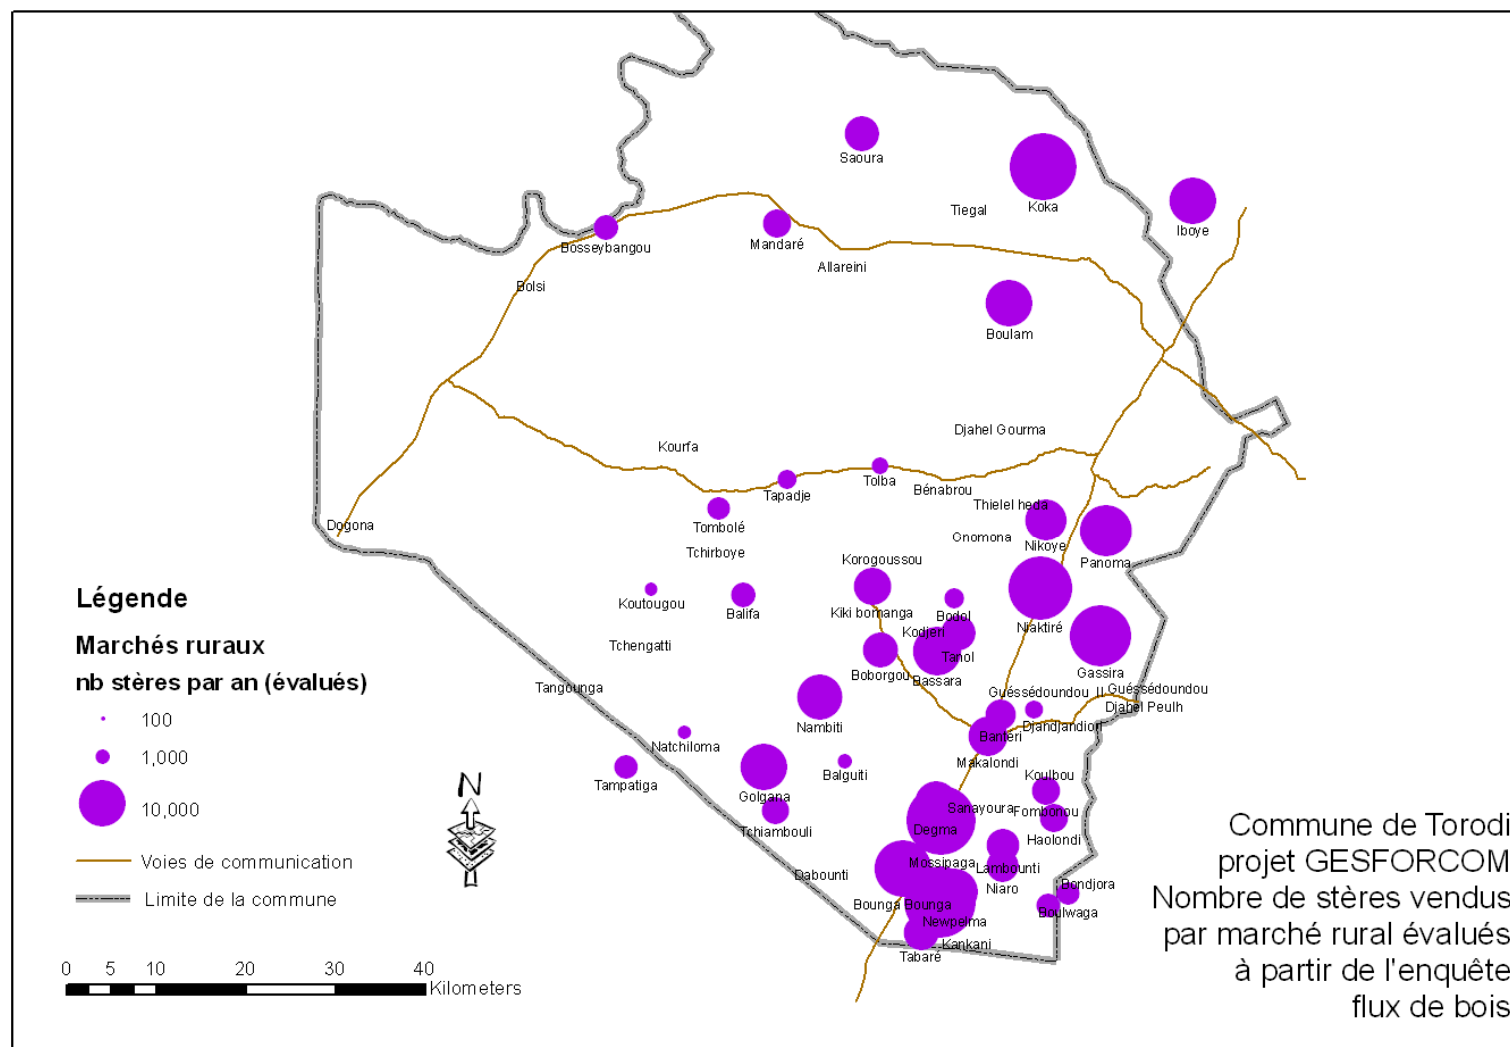 Saoura
Koka
Tiegal
Iboye
Bosseybangou
Mandaré
Allareini
Bolsi
Boulam
Djahel Gourma
Kourfa
Tapadje
Tolba
Bénabrou
Thielel heda
Dogona
Tombolé
Gnomona
Nikoye
Tchirboye
Korogoussou
Panoma
Koutougou
Balifa
Kiki bomanga
Bodol
Niaktiré
Kodjeri
Tchengatti
Tanol
Boborgou
Bassara
Gassira
Tangounga
Guéssédoundou II
Guéssédoundou
Djahel Peulh
Nambiti
Djandjandiori
Banteri
Natchiloma
Makalondi
Tampatiga
Balguiti
Koulbou
Golgana
Sanayoura
Fombonou
Tchiambouli
Degma
Haolondi
Mossipaga
Lambounti
Dabounti
Niaro
Bondjora
Bounga Bounga
Boulwaga
Newpelma
Kankani
Tabaré
Légende
Marchés ruraux
nb stères par an (évalués)
100
1,000
10,000
Voies de communication
Limite de la commune
N
0 5 10 20 30 40
Kilometers
Commune de Torodi
projet GESFORCOM
Nombre de stères vendus
par marché rural évalués
à partir de l'enquête
flux de bois